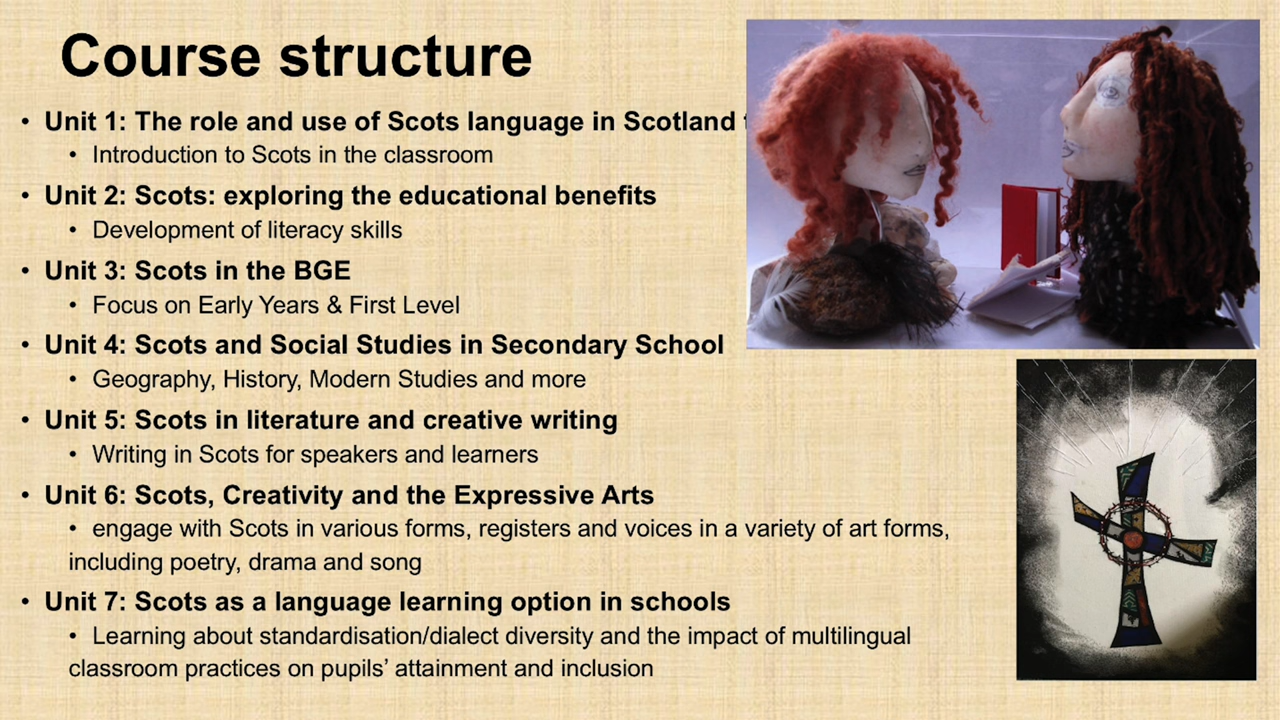 Course structure
• Unit 1: The role and use of Scots language in Scotland
• Introduction to Scots in the classroom
• Unit 2: Scots: exploring the educational benefits
• Development of literacy skills
• Unit 3: Scots in the BGE
• Focus on Early Years & First Level
• Unit 4: Scots and Social Studies in Secondary School
• Geography, History, Modern Studies and more
• Unit 5: Scots in literature and creative writing
• Writing in Scots for speakers and learners
• Unit 6: Scots, Creativity and the Expressive Arts
• engage with Scots in various forms, registers and voices in a variety of art forms,
including poetry, drama and song
• Unit 7: Scots as a language learning option in schools
• Learning about standardisation/dialect diversity and the impact of multilingual
classroom practices on pupils’ attainment and inclusion